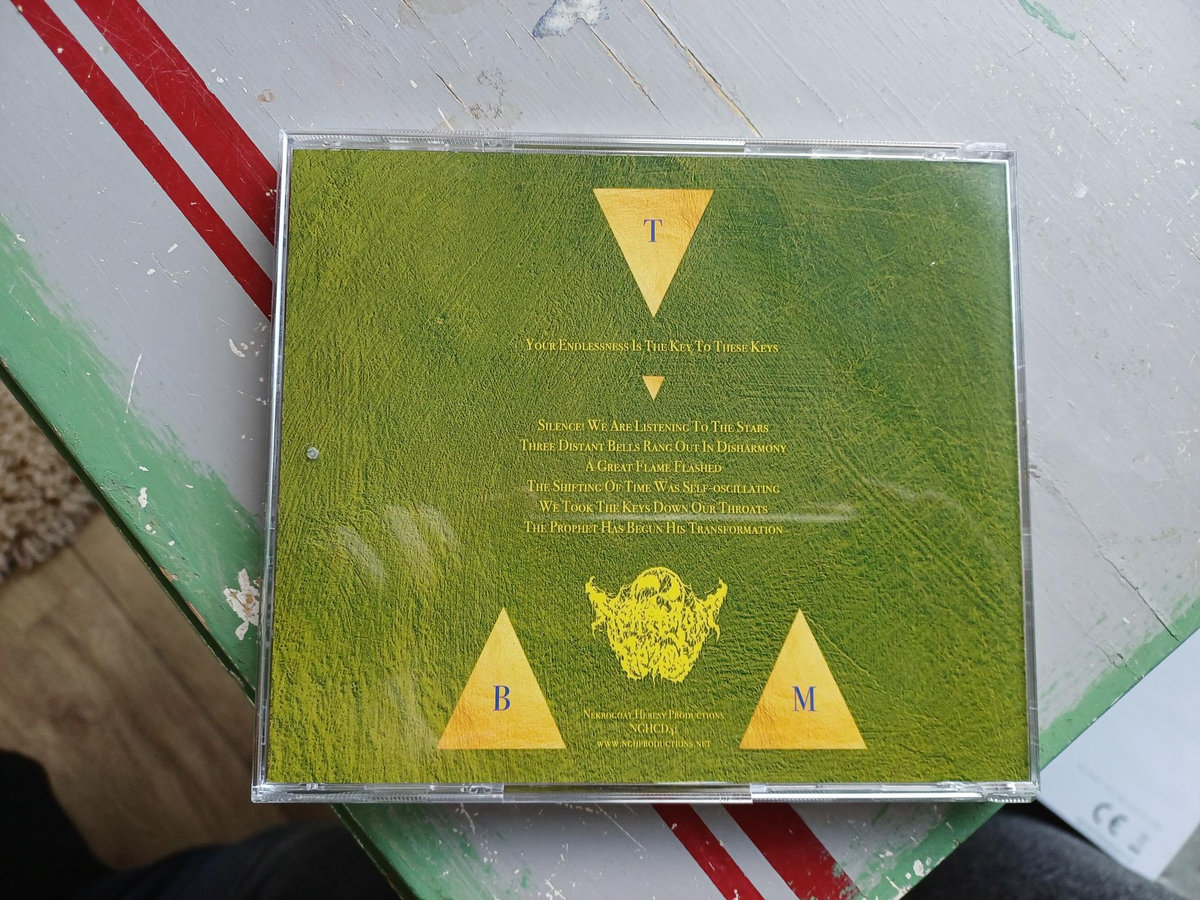 T
Your Endlessness Is The Key To These Keys
Silence! We Are Listening To The Stars
Three Distant Bells Rang Out In Disharmony
A Great Flame Flashed
The Shifting Of Time Was Self-oscillating
We Took The Keys Down Our Throats
The Prophet Has Begun His Transformation
B
M
Nekrogoat Heresy Productions
NGHCD41
www.nghproductions.net
CE